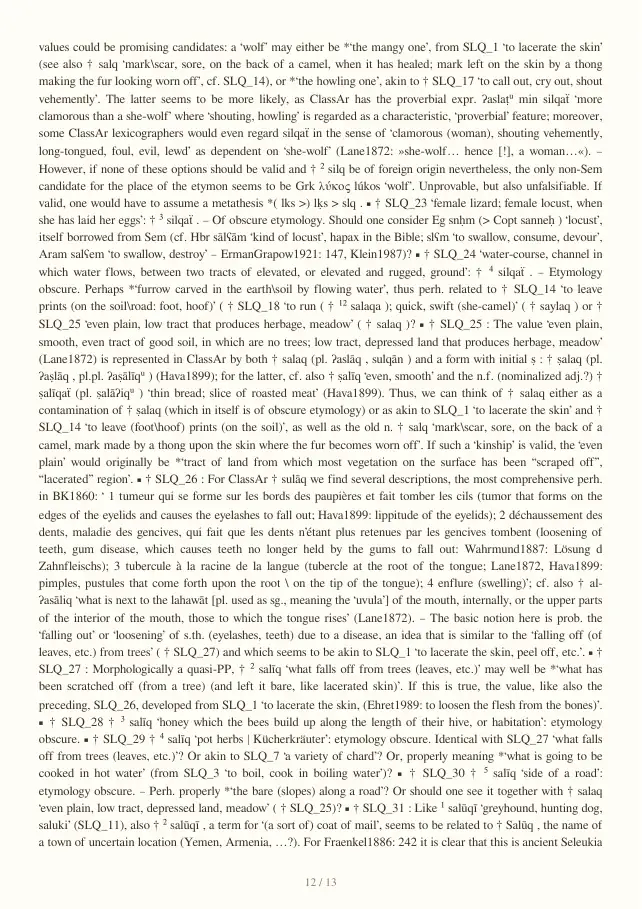 values could be promising candidates: a ‘wolf’ may either be *‘the mangy one’, from SLQ_1 ‘to lacerate the skin’
(see also † salq ‘mark\scar, sore, on the back of a camel, when it has healed; mark left on the skin by a thong
making the fur looking worn off’, cf. SLQ_14), or *‘the howling one’, akin to † SLQ_17 ‘to call out, cry out, shout
vehemently’. The latter seems to be more likely, as ClassAr has the proverbial expr. ʔaslaṭᵘ min silqaẗ ‘more
clamorous than a she-wolf’ where ‘shouting, howling’ is regarded as a characteristic, ‘proverbial’ feature; moreover,
some ClassAr lexicographers would even regard silqaẗ in the sense of ‘clamorous (woman), shouting vehemently,
long-tongued, foul, evil, lewd’ as dependent on ‘she-wolf’ (Lane1872: »she-wolf… hence [!], a woman…«). –
However, if none of these options should be valid and † ² silq be of foreign origin nevertheless, the only non-Sem
candidate for the place of the etymon seems to be Grk λύκος lúkos ‘wolf’. Unprovable, but also unfalsifiable. If
valid, one would have to assume a metathesis *( lks >) lḳs > slq . ▪ † SLQ_23 ‘female lizard; female locust, when
she has laid her eggs’: † ³ silqaẗ . – Of obscure etymology. Should one consider Eg snḥm (> Copt sanneḥ ) ‘locust’,
itself borrowed from Sem (cf. Hbr sālʕām ‘kind of locust’, hapax in the Bible; slʕm ‘to swallow, consume, devour’,
Aram salʕem ‘to swallow, destroy’ – ErmanGrapow1921: 147, Klein1987)? ▪ † SLQ_24 ‘water-course, channel in
which water flows, between two tracts of elevated, or elevated and rugged, ground’: † ⁴ silqaẗ . – Etymology
obscure. Perhaps *‘furrow carved in the earth\soil by flowing water’, thus perh. related to † SLQ_14 ‘to leave
prints (on the soil\road: foot, hoof)’ ( † SLQ_18 ‘to run ( † ¹² salaqa ); quick, swift (she-camel)’ ( † saylaq ) or †
SLQ_25 ‘even plain, low tract that produces herbage, meadow’ ( † salaq )? ▪ † SLQ_25 : The value ‘even plain,
smooth, even tract of good soil, in which are no trees; low tract, depressed land that produces herbage, meadow’
(Lane1872) is represented in ClassAr by both † salaq (pl. ʔaslāq , sulqān ) and a form with initial ṣ : † ṣalaq (pl.
ʔaṣlāq , pl.pl. ʔaṣālīqᵘ ) (Hava1899); for the latter, cf. also † ṣalīq ‘even, smooth’ and the n.f. (nominalized adj.?) †
ṣalīqaẗ (pl. ṣalāʔiqᵘ ) ‘thin bread; slice of roasted meat’ (Hava1899). Thus, we can think of † salaq either as a
contamination of † ṣalaq (which in itself is of obscure etymology) or as akin to SLQ_1 ‘to lacerate the skin’ and †
SLQ_14 ‘to leave (foot\hoof) prints (on the soil)’, as well as the old n. † salq ‘mark\scar, sore, on the back of a
camel, mark made by a thong upon the skin where the fur becomes worn off’. If such a ‘kinship’ is valid, the ‘even
plain’ would originally be *‘tract of land from which most vegetation on the surface has been “scraped off”,
“lacerated” region’. ▪ † SLQ_26 : For ClassAr † sulāq we find several descriptions, the most comprehensive perh.
in BK1860: ‘ 1 tumeur qui se forme sur les bords des paupières et fait tomber les cils (tumor that forms on the
edges of the eyelids and causes the eyelashes to fall out; Hava1899: lippitude of the eyelids); 2 déchaussement des
dents, maladie des gencives, qui fait que les dents n’étant plus retenues par les gencives tombent (loosening of
teeth, gum disease, which causes teeth no longer held by the gums to fall out: Wahrmund1887: Lösung d
Zahnfleischs); 3 tubercule à la racine de la langue (tubercle at the root of the tongue; Lane1872, Hava1899:
pimples, pustules that come forth upon the root \ on the tip of the tongue); 4 enflure (swelling)’; cf. also † al-
ʔasāliq ‘what is next to the lahawāt [pl. used as sg., meaning the ‘uvula’] of the mouth, internally, or the upper parts
of the interior of the mouth, those to which the tongue rises’ (Lane1872). – The basic notion here is prob. the
‘falling out’ or ‘loosening’ of s.th. (eyelashes, teeth) due to a disease, an idea that is similar to the ‘falling off (of
leaves, etc.) from trees’ ( † SLQ_27) and which seems to be akin to SLQ_1 ‘to lacerate the skin, peel off, etc.’. ▪ †
SLQ_27 : Morphologically a quasi-PP, † ² salīq ‘what falls off from trees (leaves, etc.)’ may well be *‘what has
been scratched off (from a tree) (and left it bare, like lacerated skin)’. If this is true, the value, like also the
preceding, SLQ_26, developed from SLQ_1 ‘to lacerate the skin, (Ehret1989: to loosen the flesh from the bones)’.
▪ † SLQ_28 † ³ salīq ‘honey which the bees build up along the length of their hive, or habitation’: etymology
obscure. ▪ † SLQ_29 † ⁴ salīq ‘pot herbs | Kücherkräuter’: etymology obscure. Identical with SLQ_27 ‘what falls
off from trees (leaves, etc.)’? Or akin to SLQ_7 ‘a variety of chard’? Or, properly meaning *‘what is going to be
cooked in hot water’ (from SLQ_3 ‘to boil, cook in boiling water’)? ▪ † SLQ_30 † ⁵ salīq ‘side of a road’:
etymology obscure. – Perh. properly *‘the bare (slopes) along a road’? Or should one see it together with † salaq
‘even plain, low tract, depressed land, meadow’ ( † SLQ_25)? ▪ † SLQ_31 : Like ¹ salūqī ‘greyhound, hunting dog,
saluki’ (SLQ_11), also † ² salūqī , a term for ‘(a sort of) coat of mail’, seems to be related to † Salūq , the name of
a town of uncertain location (Yemen, Armenia, …?). For Fraenkel1886: 242 it is clear that this is ancient Seleukia
12 / 13